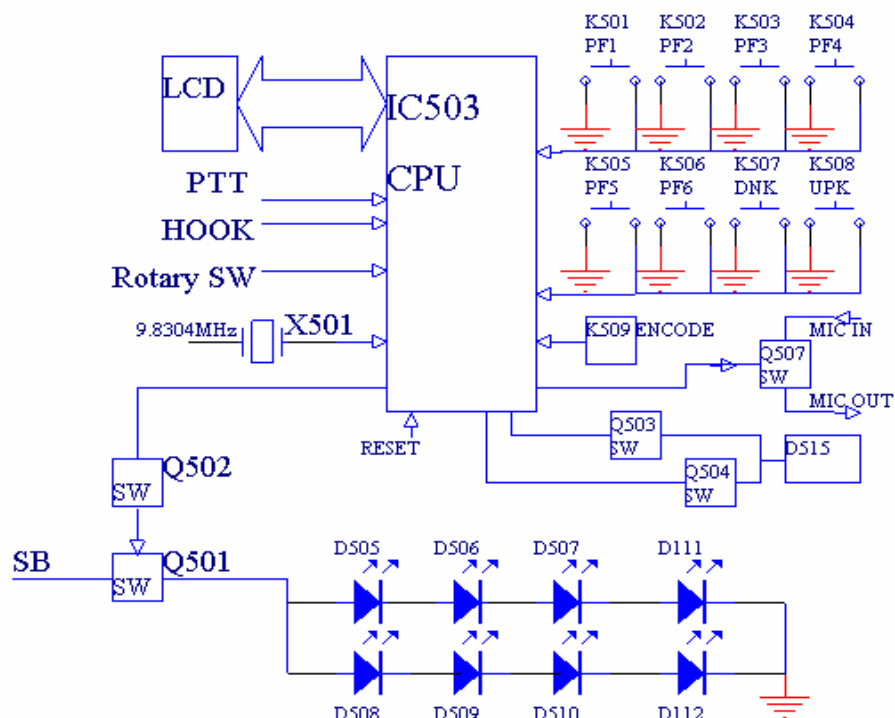 K501 K502 K503 K504
PF1 PF2 PF3 PF4
LCD
IC503
CPU
PTT
HOOK
Rotary SW
K505 K506 K507 K508
PF5 PF6 DNK UPK
9.8304MHz X501
K509 ENCODE
MIC IN
Q507
SW
MIC OUT
RESET
Q503
SW
D515
Q504
SW
Q502
SW
SB
Q501
SW
D505 D506 D507 D111
D508 D509 D510 D112